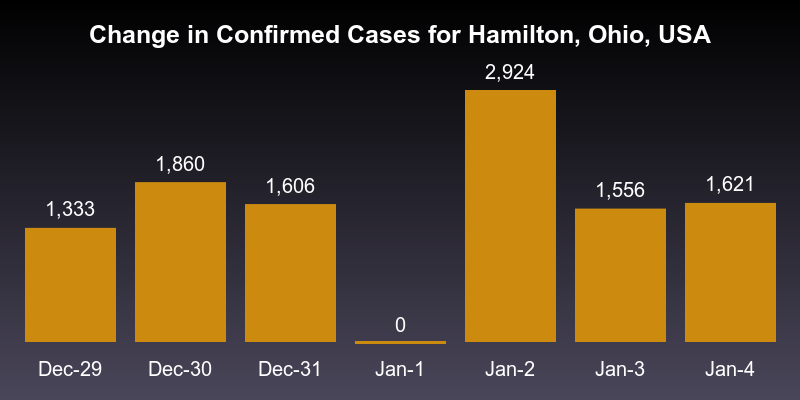 Change in Confirmed Cases for Hamilton, Ohio, USA
1,333
1,860
1,606
0
2,924
1,556
1,621
Dec-29
Dec-30
Dec-31
Jan-1
Jan-2
Jan-3
Jan-4